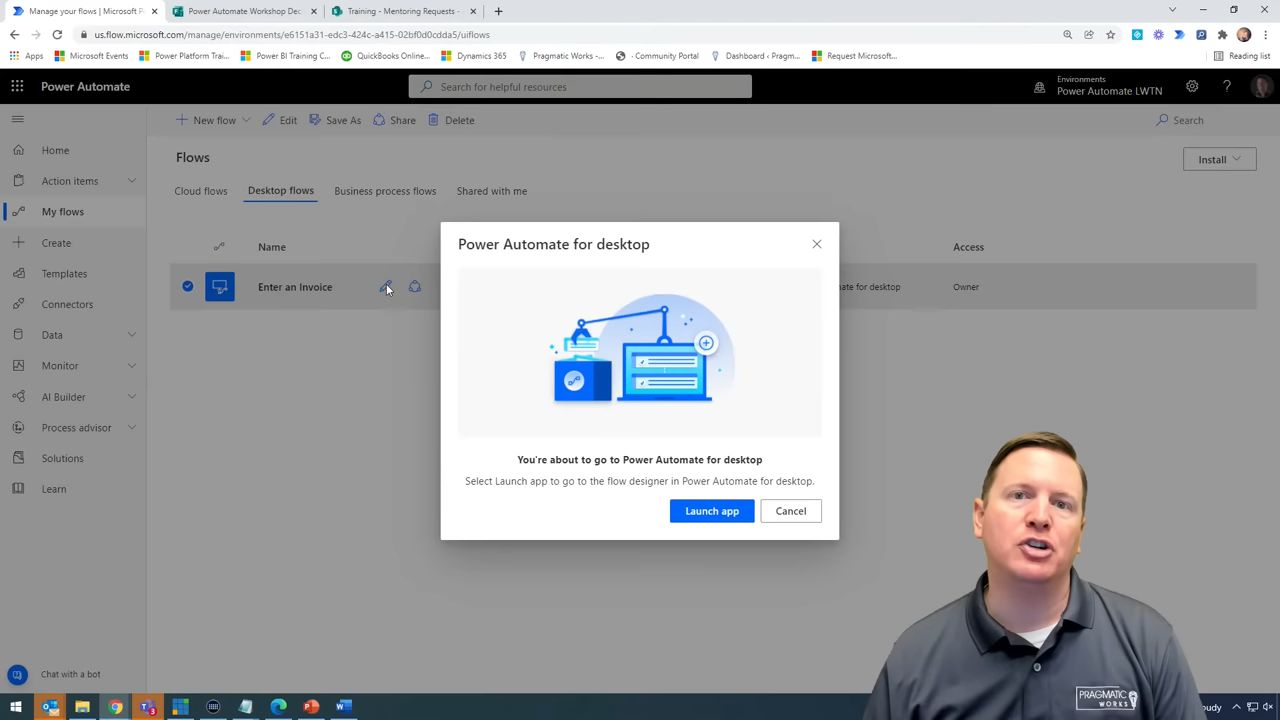 Manage your flows | Microsoft P
Power Automate Workshop Dec
Training - Mentoring Requests -
us.flow.microsoft.com/manage/environments/e6151a31-edc3-424c-a415-02bf0d0cdda5/uiflows
Apps
Microsoft Events
Power Platform Trai...
Power BI Training C...
QuickBooks Online...
Dynamics 365
Pragmatic Works -...
- Community Portal
Dashboard ‹ Pragm...
Request Microsoft...
Reading list
Power Automate
Search for helpful resources
Environments
Power Automate LWTN
New flow
Edit
Save As
Share
Delete
Search
Home
Action items
My flows
Create
Templates
Connectors
Data
Monitor
AI Builder
Process advisor
Solutions
Learn
Chat with a bot
Flows
Install
Cloud flows
Desktop flows
Business process flows
Shared with me
Name
Access
Enter an Invoice
mate for desktop
Owner
Power Automate for desktop
You're about to go to Power Automate for desktop
Select Launch app to go to the flow designer in Power Automate for desktop.
Launch app
Cancel
PRAGMATIC
WORKS
oudy